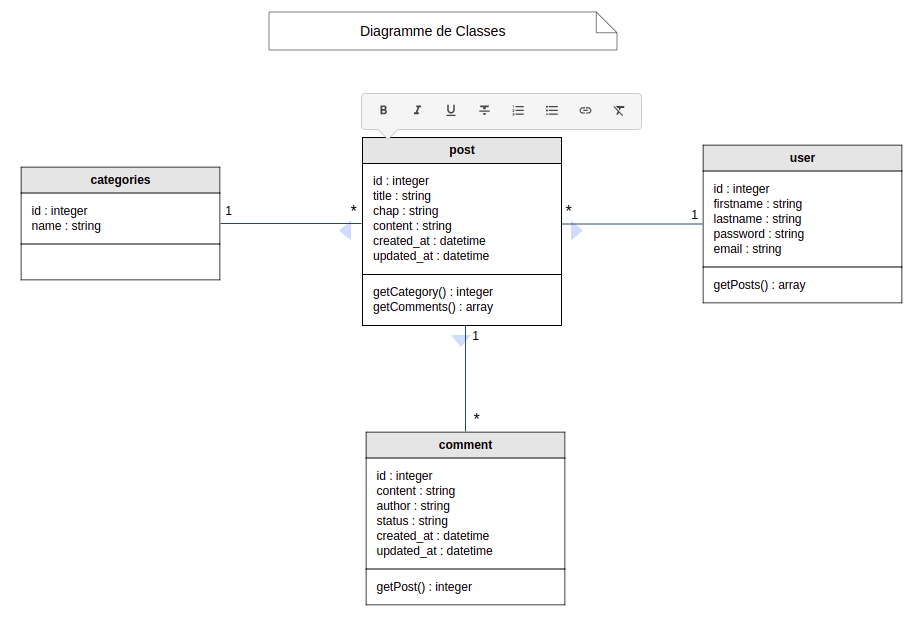 Diagramme de Classes
B I U
categories
id : integer
name : string
1
*
post
id : integer
title : string
chap : string
content : string
created_at : datetime
updated_at : datetime
getCategory() : integer
getComments() : array
*
1
user
id : integer
firstname : string
lastname : string
password : string
email : string
getPosts() : array
1
*
comment
id : integer
content : string
author : string
status : string
created_at : datetime
updated_at : datetime
getPost() : integer